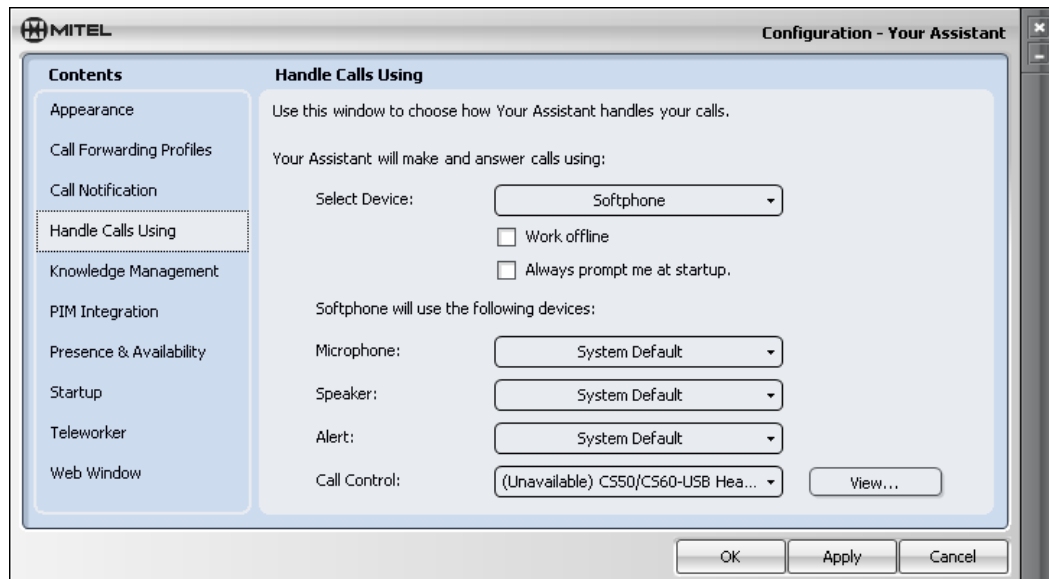 MITEL
Configuration - Your Assistant
Contents
Appearance
Call Forwarding Profiles
Call Notification
Handle Calls Using
Knowledge Management
PIM Integration
Presence & Availability
Startup
Teleworker
Web Window
Handle Calls Using
Use this window to choose how Your Assistant handles your calls.
Your Assistant will make and answer calls using:
Select Device: Softphone
Work offline
Always prompt me at startup.
Softphone will use the following devices:
Microphone: System Default
Speaker: System Default
Alert: System Default
Call Control: (Unavailable) CS50/CS60-USB Hea... View...
OK Apply Cancel